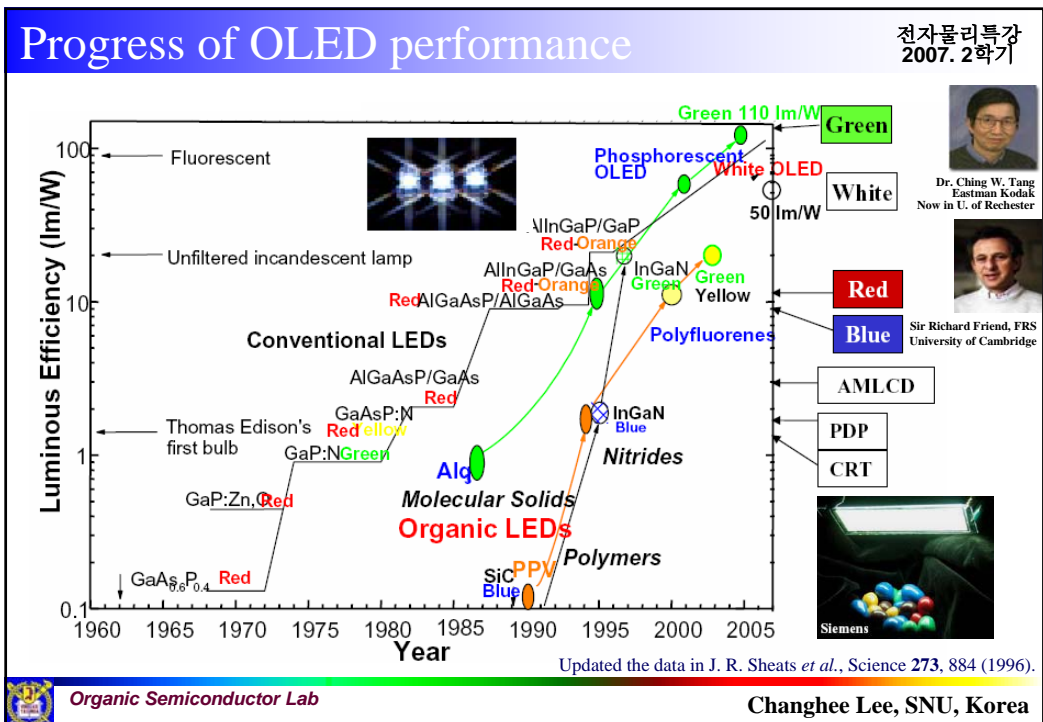 Progress of OLED performance
전자물리특강
2007. 2학기
Green 110 lm/W
Green
Phosphorescent
OLED
White OLED
White
50 lm/W
Dr. Ching W. Tang
Eastman Kodak
Now in U. of Rechester
100
Fluorescent
AlInGaP/GaP
Red-Orange
Unfiltered incandescent lamp
AlInGaP/GaAs
Red-Orange
InGaN
Green
Green
Yellow
Red
10
Red AlGaAsP/AlGaAs
Conventional LEDs
Polyfluorenes
Blue
Sir Richard Friend, FRS
University of Cambridge
AlGaAsP/GaAs
Red
AMLCD
GaAsP:N
Red Yellow
InGaN
Blue
PDP
Thomas Edison's
first bulb
GaP:N Green
1
Alq
Nitrides
CRT
GaP:Zn,O Red
Molecular Solids
Organic LEDs
Polymers
GaAs0.6P0.4 Red
SiC
Blue
PPV
Siemens
0.1
1960 1965 1970 1975 1980 1985 1990 1995 2000 2005
Year
Luminous Efficiency (lm/W)
Updated the data in J. R. Sheats et al., Science 273, 884 (1996).
Organic Semiconductor Lab
Changhee Lee, SNU, Korea